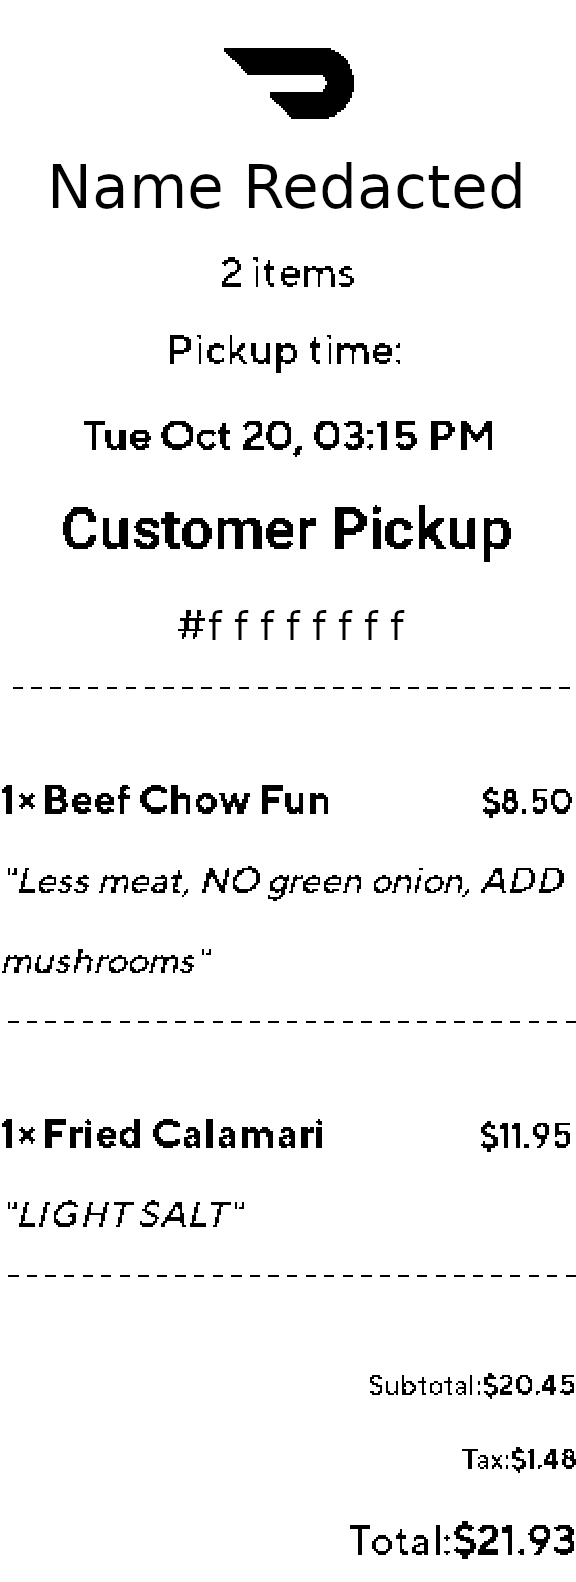 Name Redacted
2 items
Pickup time:
Tue Oct 20, 03:15 PM
Customer Pickup
#f f f f f f f f
1× Beef Chow Fun $8.50
"Less meat, NO green onion, ADD
mushrooms"
1× Fried Calamari $11.95
"LIGHT SALT"
Subtotal:$20.45
Tax:$1.48
Total:$21.93